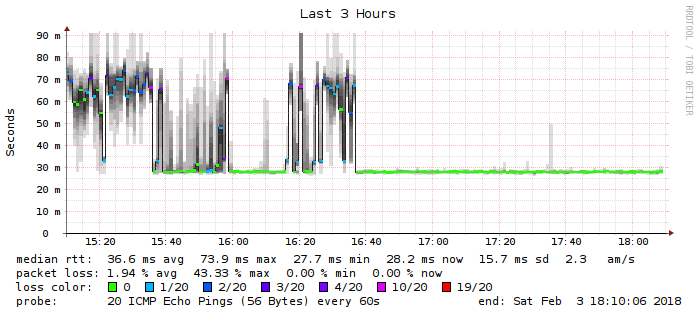 Last 3 Hours
RRDTOOL / TOBI OETIKER
Seconds
90 m
80 m
70 m
60 m
50 m
40 m
30 m
20 m
10 m
0
15:20 15:40 16:00 16:20 16:40 17:00 17:20 17:40 18:00
median rtt: 36.6 ms avg 73.9 ms max 27.7 ms min 28.2 ms now 15.7 ms sd 2.3 am/s
packet loss: 1.94 % avg 43.33 % max 0.00 % min 0.00 % now
loss color: 0 1/20 2/20 3/20 4/20 10/20 19/20
probe: 20 ICMP Echo Pings (56 Bytes) every 60s end: Sat Feb 3 18:10:06 2018